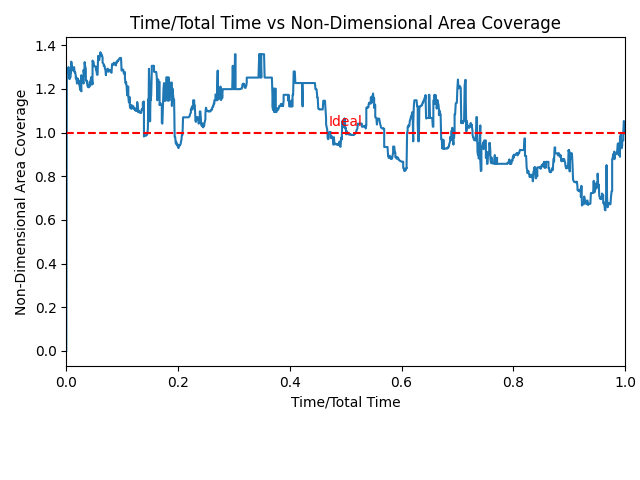 Time/Total Time vs Non-Dimensional Area Coverage
Non-Dimensional Area Coverage
1.4
1.2
1.0
0.8
0.6
0.4
0.2
0.0
Ideal
0.0 0.2 0.4 0.6 0.8 1.0
Time/Total Time